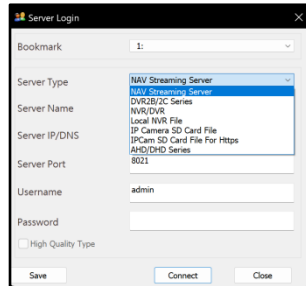 Server Login
Bookmark 1:
Server Type NAV Streaming Server
NAV Streaming Server
DVR2B/2C Series
NVR/DVR
Server Name
Local NVR File
IP Camera SD Card File
Server IP/DNS
IPCam SD Card File For Https
AHD/DHD Series
Server Port 8021
Username admin
Password
High Quality Type
Save Connect Close